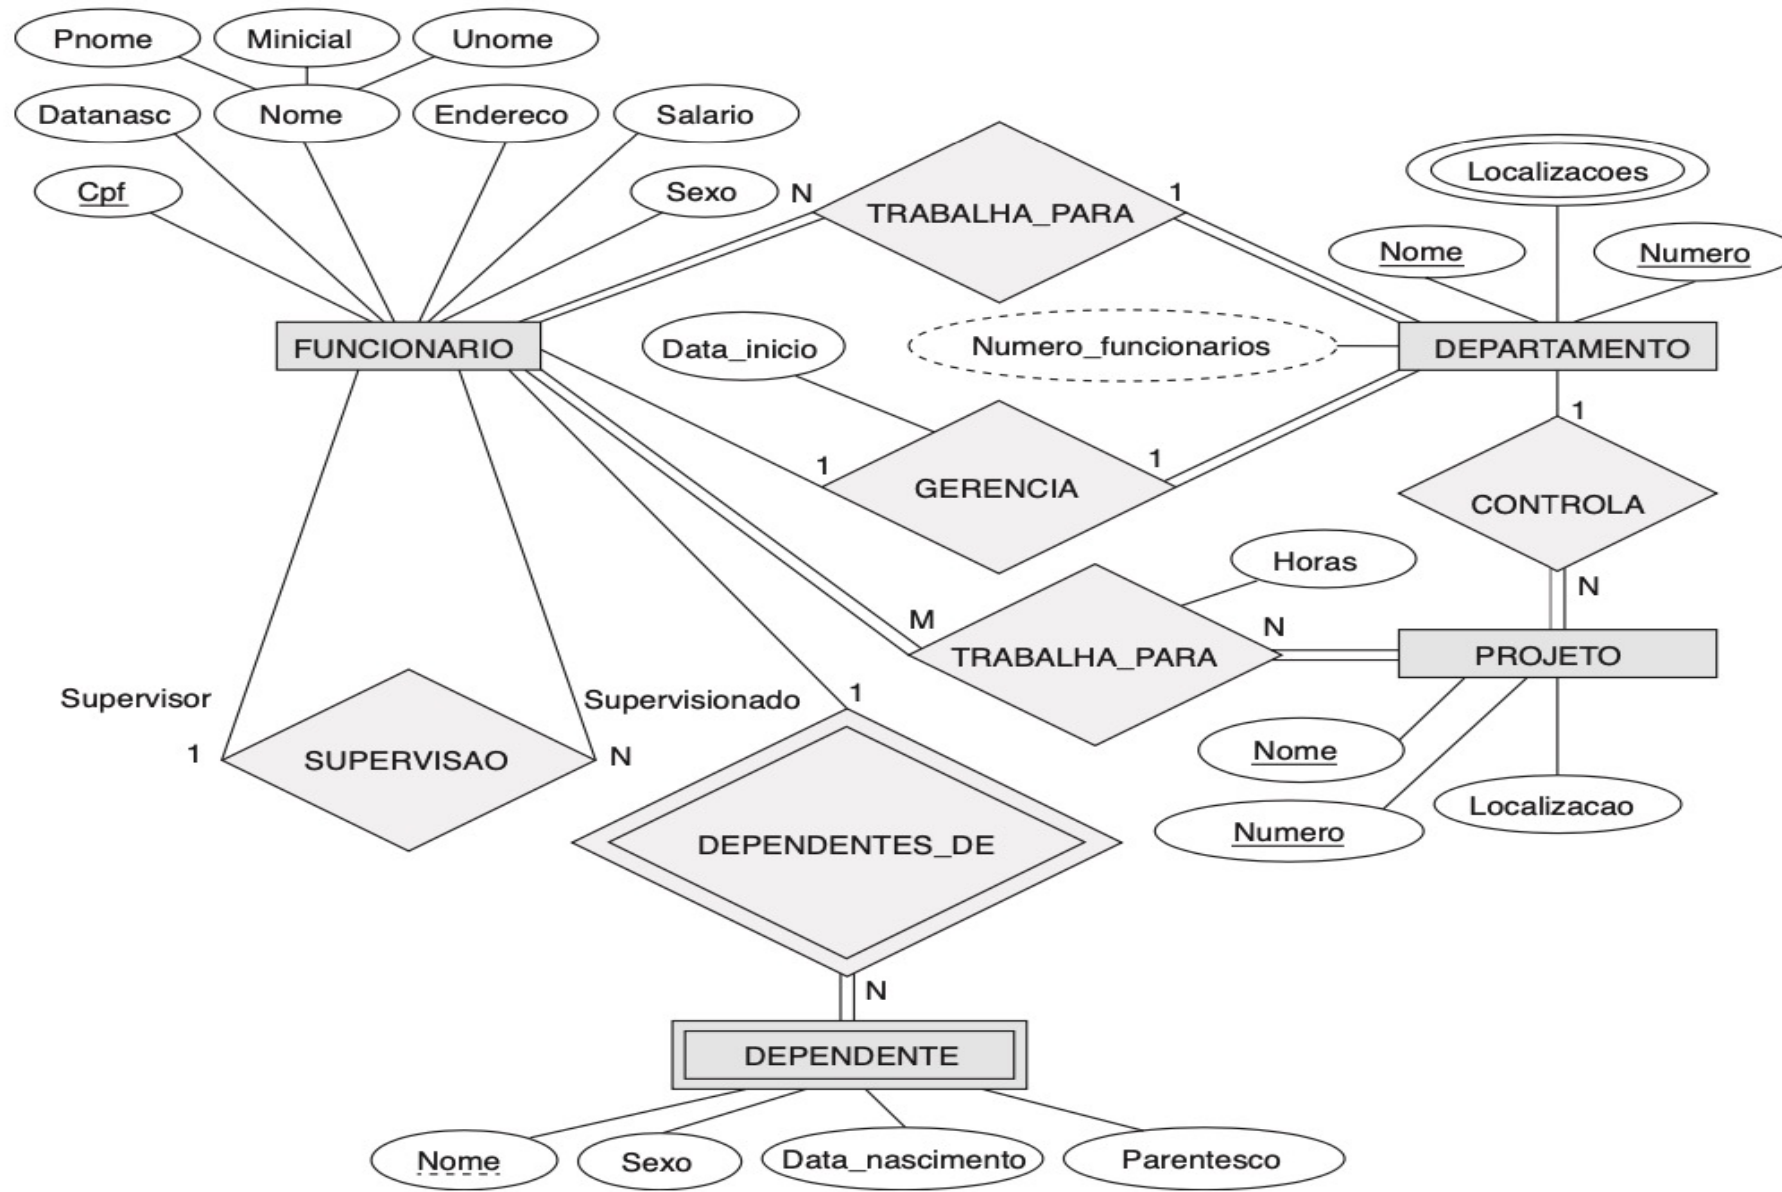 Pnome
Minicial
Unome
Datanasc
Nome
Endereco
Salario
Cpf
Sexo
N
TRABALHA_PARA
1
Localizacoes
Nome
Numero
FUNCIONARIO
Data_inicio
Numero_funcionarios
DEPARTAMENTO
1
GERENCIA
1
1
CONTROLA
N
Horas
M
TRABALHA_PARA
N
PROJETO
Supervisor
1
SUPERVISAO
Supervisionado
N
1
DEPENDENTES_DE
N
Nome
Numero
Localizacao
DEPENDENTE
Nome
Sexo
Data_nascimento
Parentesco